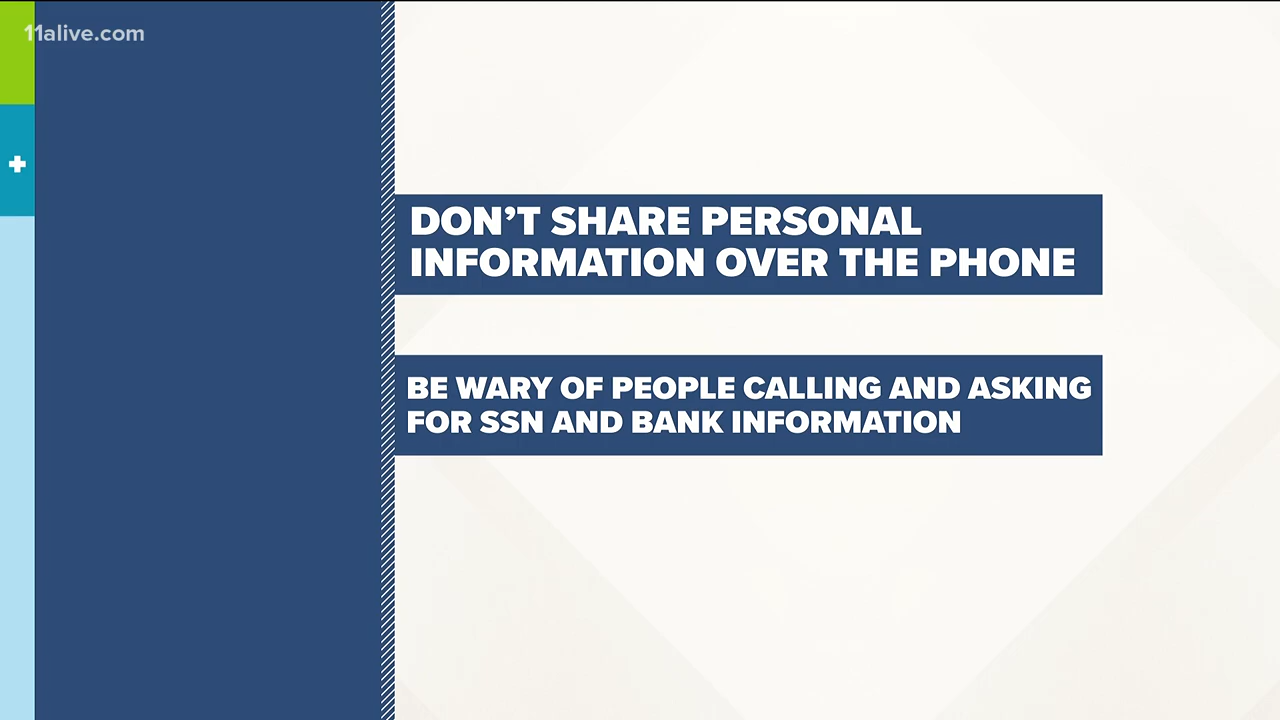 11alive.com
DON’T SHARE PERSONAL
INFORMATION OVER THE PHONE
BE WARY OF PEOPLE CALLING AND ASKING
FOR SSN AND BANK INFORMATION